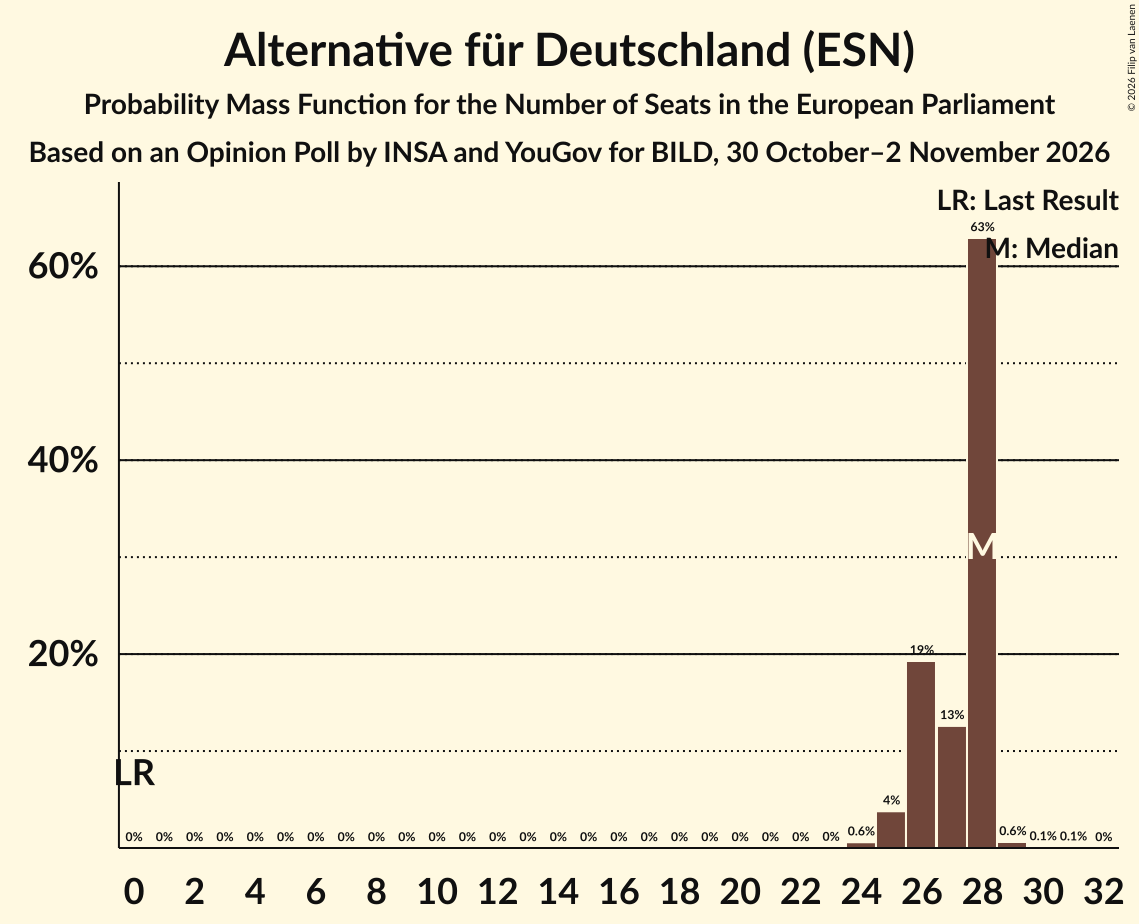 Alternative für Deutschland (ESN)
Probability Mass Function for the Number of Seats in the European Parliament
Based on an Opinion Poll by INSA and YouGov for BILD, 30 October–2 November 2026
© 2026 Filip van Laenen
LR: Last Result
M: Median
63%
60%
40%
M
20%
19%
13%
LR
4%
0% 0% 0% 0% 0% 0% 0% 0% 0% 0% 0% 0% 0% 0% 0% 0% 0% 0% 0% 0% 0% 0% 0% 0% 0.6% 0.6% 0.1% 0.1% 0%
0 2 4 6 8 10 12 14 16 18 20 22 24 26 28 30 32